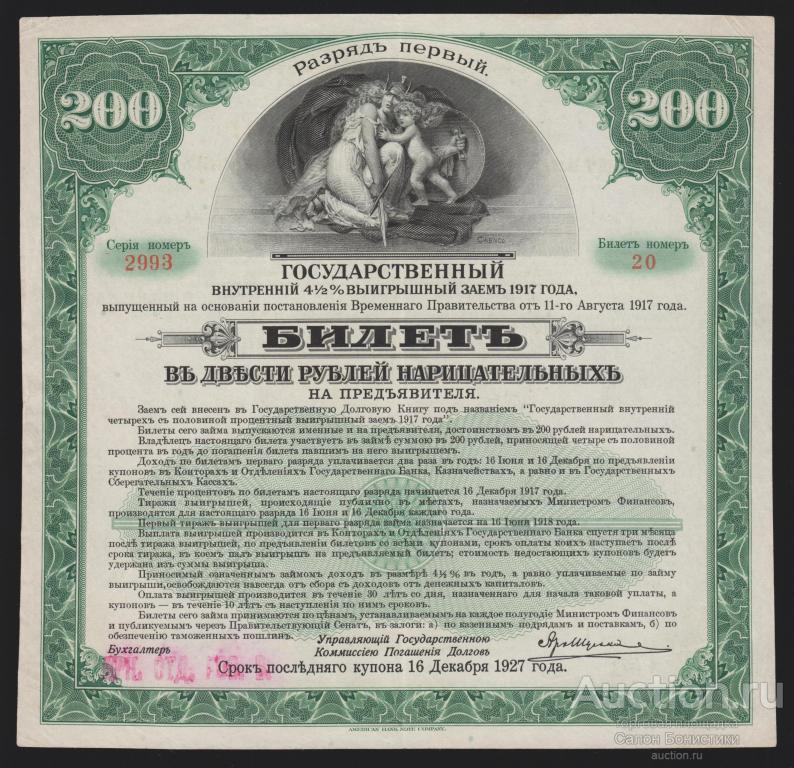 Разрядъ первый.
200
200
Серія номеръ
2993
Билетъ номеръ
20
ГОСУДАРСТВЕННЫЙ
ВНУТРЕННІЙ 4½% ВЫИГРЫШНЫЙ ЗАЕМЪ 1917 ГОДА,
выпущенный на основаніи постановленія Временнаго Правительства отъ 11-го Августа 1917 года.
БИЛЕТЪ
ВЪ ДВѢСТИ РУБЛЕЙ НАРИЦАТЕЛЬНЫХЪ
НА ПРЕДЪЯВИТЕЛЯ.
Заемъ сей внесенъ въ Государственную Долговую Книгу подъ названіемъ "Государственный внутренній
четырехъ съ половиной процентный выигрышный заемъ 1917 года".
Билеты сего займа выпускаются именные и на предъявителя, достоинствомъ въ 200 рублей нарицательныхъ.
Владѣлецъ настоящаго билета участвуетъ въ займѣ суммою въ 200 рублей, приносящей четыре съ половиной
процента въ годъ до погашенія билета павшимъ на него выигрышемъ.
Доходъ по билетамъ перваго разряда уплачивается два раза въ годъ: 16 Іюня и 16 Декабря по предъявленіи
купоновъ въ Конторахъ и Отдѣленіяхъ Государственнаго Банка, Казначействахъ, а равно и въ Государственныхъ
Сберегательныхъ Кассахъ.
Теченіе процентовъ по билетамъ настоящаго разряда начинается 16 Декабря 1917 года.
Тиражи выигрышей, происходящіе публично въ мѣстахъ, назначаемыхъ Министромъ Финансовъ,
производятся для настоящаго разряда 16 Іюня и 16 Декабря каждаго года.
Первый тиражъ выигрышей для перваго разряда займа назначается на 16 Іюня 1918 года.
Выплата выигрышей производится въ Конторахъ и Отдѣленіяхъ Государственнаго Банка спустя три мѣсяца
послѣ тиража выигрышей, по предъявленіи билетовъ со всѣми купонами, срокъ оплаты коихъ наступаетъ послѣ
срока тиража, въ коемъ палъ выигрышъ на предъявляемый билетъ; стоимость недостающихъ купоновъ будетъ
удержана изъ суммы выигрыша.
Приносимый означеннымъ займомъ доходъ въ размѣрѣ 4½% въ годъ, а равно уплачиваемые по займу
выигрыши, освобождаются навсегда отъ сбора съ доходовъ отъ денежныхъ капиталовъ.
Оплата выигрышей производится въ теченіе 30 лѣтъ со дня, назначеннаго для начала таковой уплаты, а
купоновъ — въ теченіе 10 лѣтъ съ наступленія по нимъ сроковъ.
Билеты сего займа принимаются по цѣнамъ, устанавливаемымъ на каждое полугодіе Министромъ Финансовъ
и публикуемымъ черезъ Правительствующій Сенатъ, въ залоги: а) по казеннымъ подрядамъ и поставкамъ, б) по
обезпеченію таможенныхъ пошлинъ.
Бухгалтеръ
Управляющій Государственною
Коммиссіею Погашенія Долговъ
ОТД.
Срокъ послѣдняго купона 16 Декабря 1927 года.
AMERICAN BANK NOTE COMPANY.
Auction.ru
торговая площадка
Салон Бонистики
auction.ru